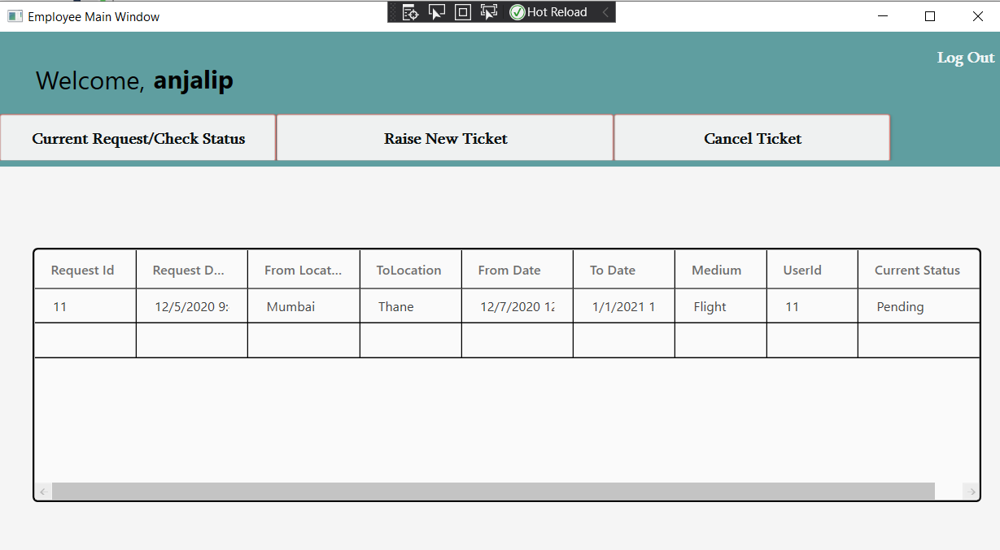 Employee Main Window
Hot Reload
Log Out
Welcome, anjalip
Current Request/Check Status Raise New Ticket Cancel Ticket
Request Id Request D... From Locat... ToLocation From Date To Date Medium UserId Current Status
11 12/5/2020 9: Mumbai Thane 12/7/2020 12 1/1/2021 1 Flight 11 Pending